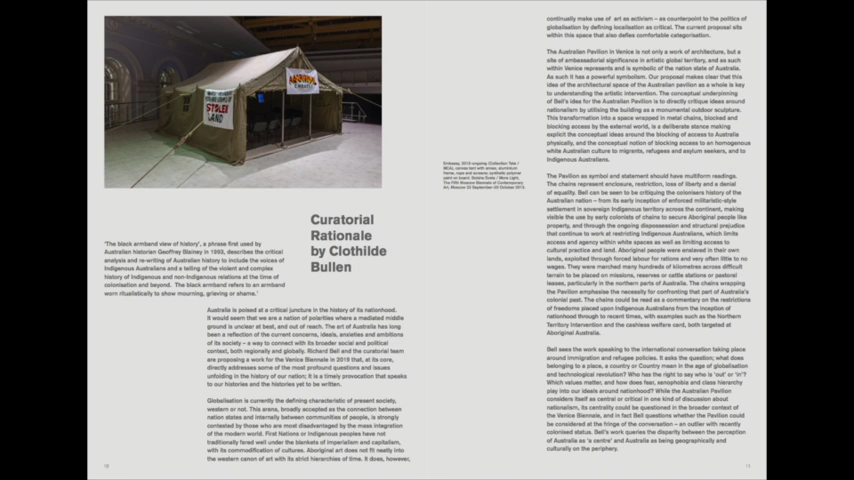 ABORIGINAL
EMBASSY
STOLEN
LAND
Embassy, 2013-ongoing (Collection Tate /
MCA), canvas tent with annex, aluminium
frame, rope and screens; synthetic polymer
paint on board. Bolshe Sveta / More Light,
The Fifth Moscow Biennale of Contemporary
Art, Moscow 20 September-20 October 2013.
Curatorial
Rationale
by Clothilde
Bullen
'The black armband view of history', a phrase first used by
Australian historian Geoffrey Blainey in 1993, describes the critical
analysis and re-writing of Australian history to include the voices of
Indigenous Australians and a telling of the violent and complex
history of Indigenous and non-Indigenous relations at the time of
colonisation and beyond. The black armband refers to an armband
worn ritualistically to show mourning, grieving or shame.'
Australia is poised at a critical juncture in the history of its nationhood.
It would seem that we are a nation of polarities where a mediated middle
ground is unclear at best, and out of reach. The art of Australia has long
been a reflection of the current concerns, ideals, anxieties and ambitions
of its society – a way to connect with its broader social and political
context, both regionally and globally. Richard Bell and the curatorial team
are proposing a work for the Venice Biennale in 2019 that, at its core,
directly addresses some of the most profound questions and issues
unfolding in the history of our nation; it is a timely provocation that speaks
to our histories and the histories yet to be written.
Globalisation is currently the defining characteristic of present society,
western or not. This arena, broadly accepted as the connection between
nation states and internally between communities of people, is strongly
contested by those who are most disadvantaged by the mass integration
of the modern world. First Nations or Indigenous peoples have not
traditionally fared well under the blankets of imperialism and capitalism,
with its commodification of cultures. Aboriginal art does not fit neatly into
the western canon of art with its strict hierarchies of time. It does, however,
10
continually make use of art as activism – as counterpoint to the politics of
globalisation by defining localisation as critical. The current proposal sits
within this space that also defies comfortable categorisation.
The Australian Pavilion in Venice is not only a work of architecture, but a
site of ambassadorial significance in artistic global territory, and as such
within Venice represents and is symbolic of the nation state of Australia.
As such it has a powerful symbolism. Our proposal makes clear that this
idea of the architectural space of the Australian pavilion as a whole is key
to understanding the artistic intervention. The conceptual underpinning
of Bell's idea for the Australian Pavilion is to directly critique ideas around
nationalism by utilising the building as a monumental outdoor sculpture.
This transformation into a space wrapped in metal chains, blocked and
blocking access by the external world, is a deliberate stance making
explicit the conceptual ideas around the blocking of access to Australia
physically, and the conceptual notion of blocking access to an homogenous
white Australian culture to migrants, refugees and asylum seekers, and to
Indigenous Australians.
The Pavilion as symbol and statement should have multiform readings.
The chains represent enclosure, restriction, loss of liberty and a denial
of equality. Bell can be seen to be critiquing the colonisers history of the
Australian nation – from its early inception of enforced militaristic-style
settlement in sovereign Indigenous territory across the continent, making
visible the use by early colonists of chains to secure Aboriginal people like
property, and through the ongoing dispossession and structural prejudice
that continue to work at restricting Indigenous Australians, which limits
access and agency within white spaces as well as limiting access to
cultural practice and land. Aboriginal people were enslaved in their own
lands, exploited through forced labour for rations and very often little to no
wages. They were marched many hundreds of kilometres across difficult
terrain to be placed on missions, reserves or cattle stations or pastoral
leases, particularly in the northern parts of Australia. The chains wrapping
the Pavilion emphasise the necessity for confronting that part of Australia's
colonial past. The chains could be read as a commentary on the restrictions
of freedoms placed upon Indigenous Australians from the inception of
nationhood through to recent times, with examples such as the Northern
Territory Intervention and the cashless welfare card, both targeted at
Aboriginal Australia.
Bell sees the work speaking to the international conversation taking place
around immigration and refugee policies. It asks the question; what does
belonging to a place, a country or Country mean in the age of globalisation
and technological revolution? Who has the right to say who is 'out' or 'in'?
Which values matter, and how does fear, xenophobia and class hierarchy
play into our ideals around nationhood? While the Australian Pavilion
considers itself as central or critical in one kind of discussion about
nationalism, its centrality could be questioned in the broader context of
the Venice Biennale, and in fact Bell questions whether the Pavilion could
be considered at the fringe of the conversation – an outlier with recently
colonised status. Bell's work queries the disparity between the perception
of Australia as 'a centre' and Australia as being geographically and
culturally on the periphery.
11